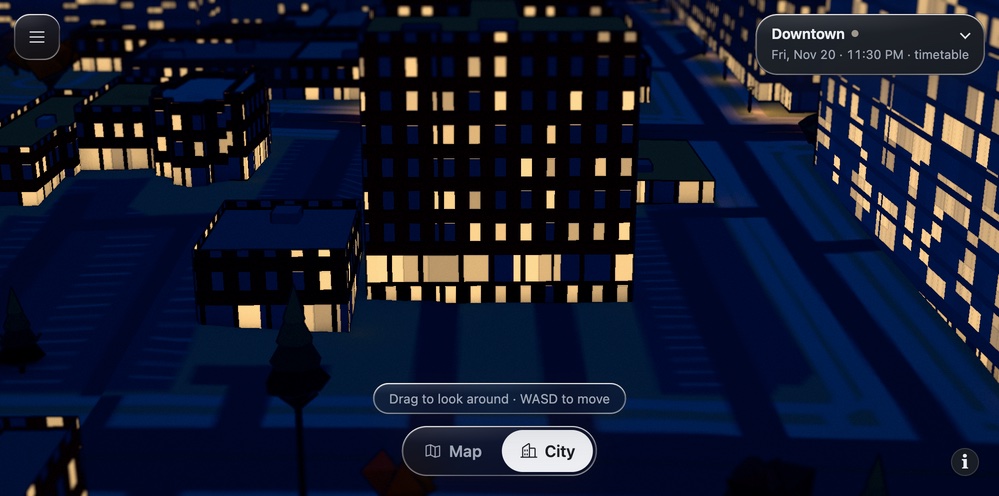 Downtown
Fri, Nov 20 · 11:30 PM · timetable
Drag to look around · WASD to move
Map
City